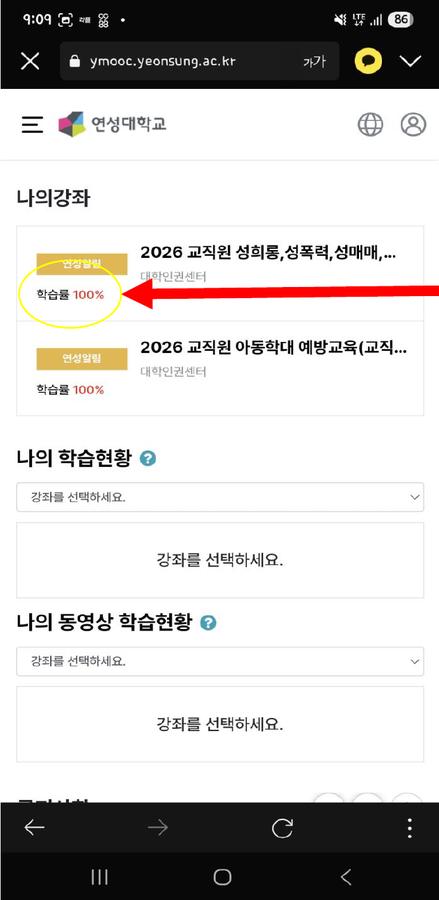 9:09
86
ymooc.yeonsung.ac.kr
가가
연성대학교
나의강좌
연성알림
2026 교직원 성희롱,성폭력,성매매,...
대학인권센터
학습률 100%
연성알림
2026 교직원 아동학대 예방교육(교직...
대학인권센터
학습률 100%
나의 학습현황 ?
강좌를 선택하세요.
강좌를 선택하세요.
나의 동영상 학습현황 ?
강좌를 선택하세요.
강좌를 선택하세요.